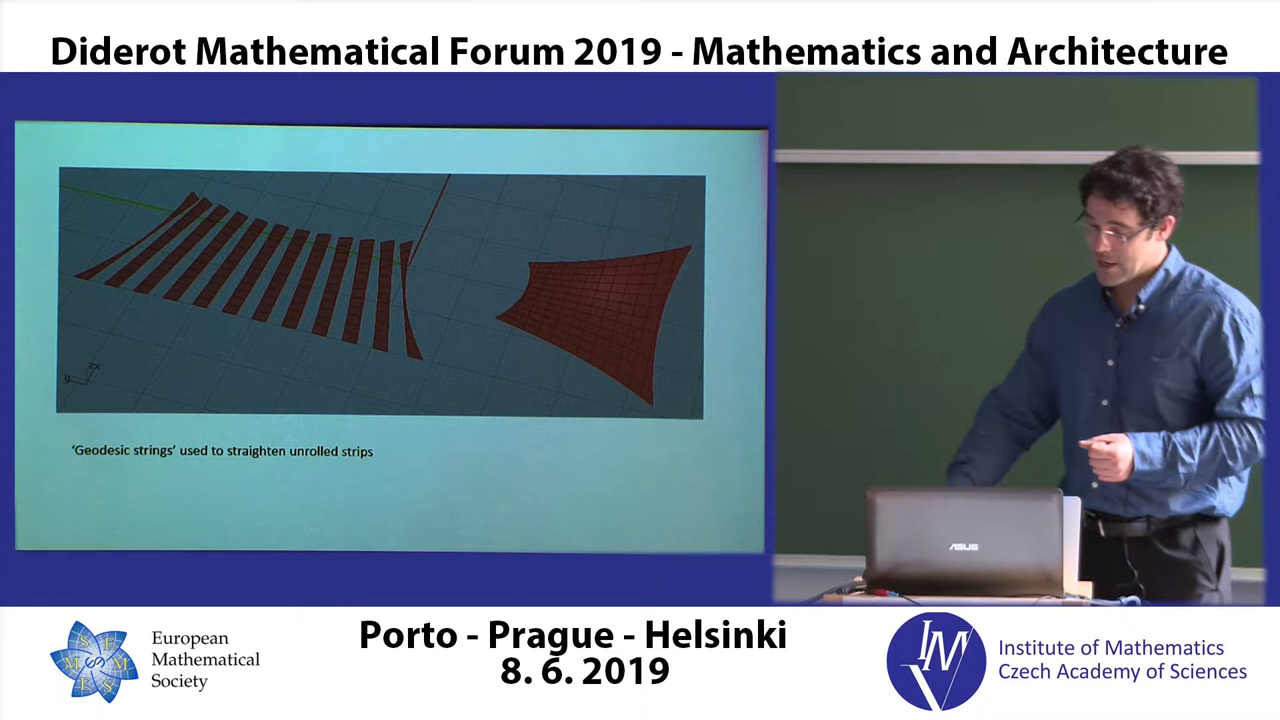 Diderot Mathematical Forum 2019 - Mathematics and Architecture
'Geodesic strings' used to straighten unrolled strips
ASUS
European
Mathematical
Society
Porto - Prague - Helsinki
8. 6. 2019
IM
Institute of Mathematics
Czech Academy of Sciences